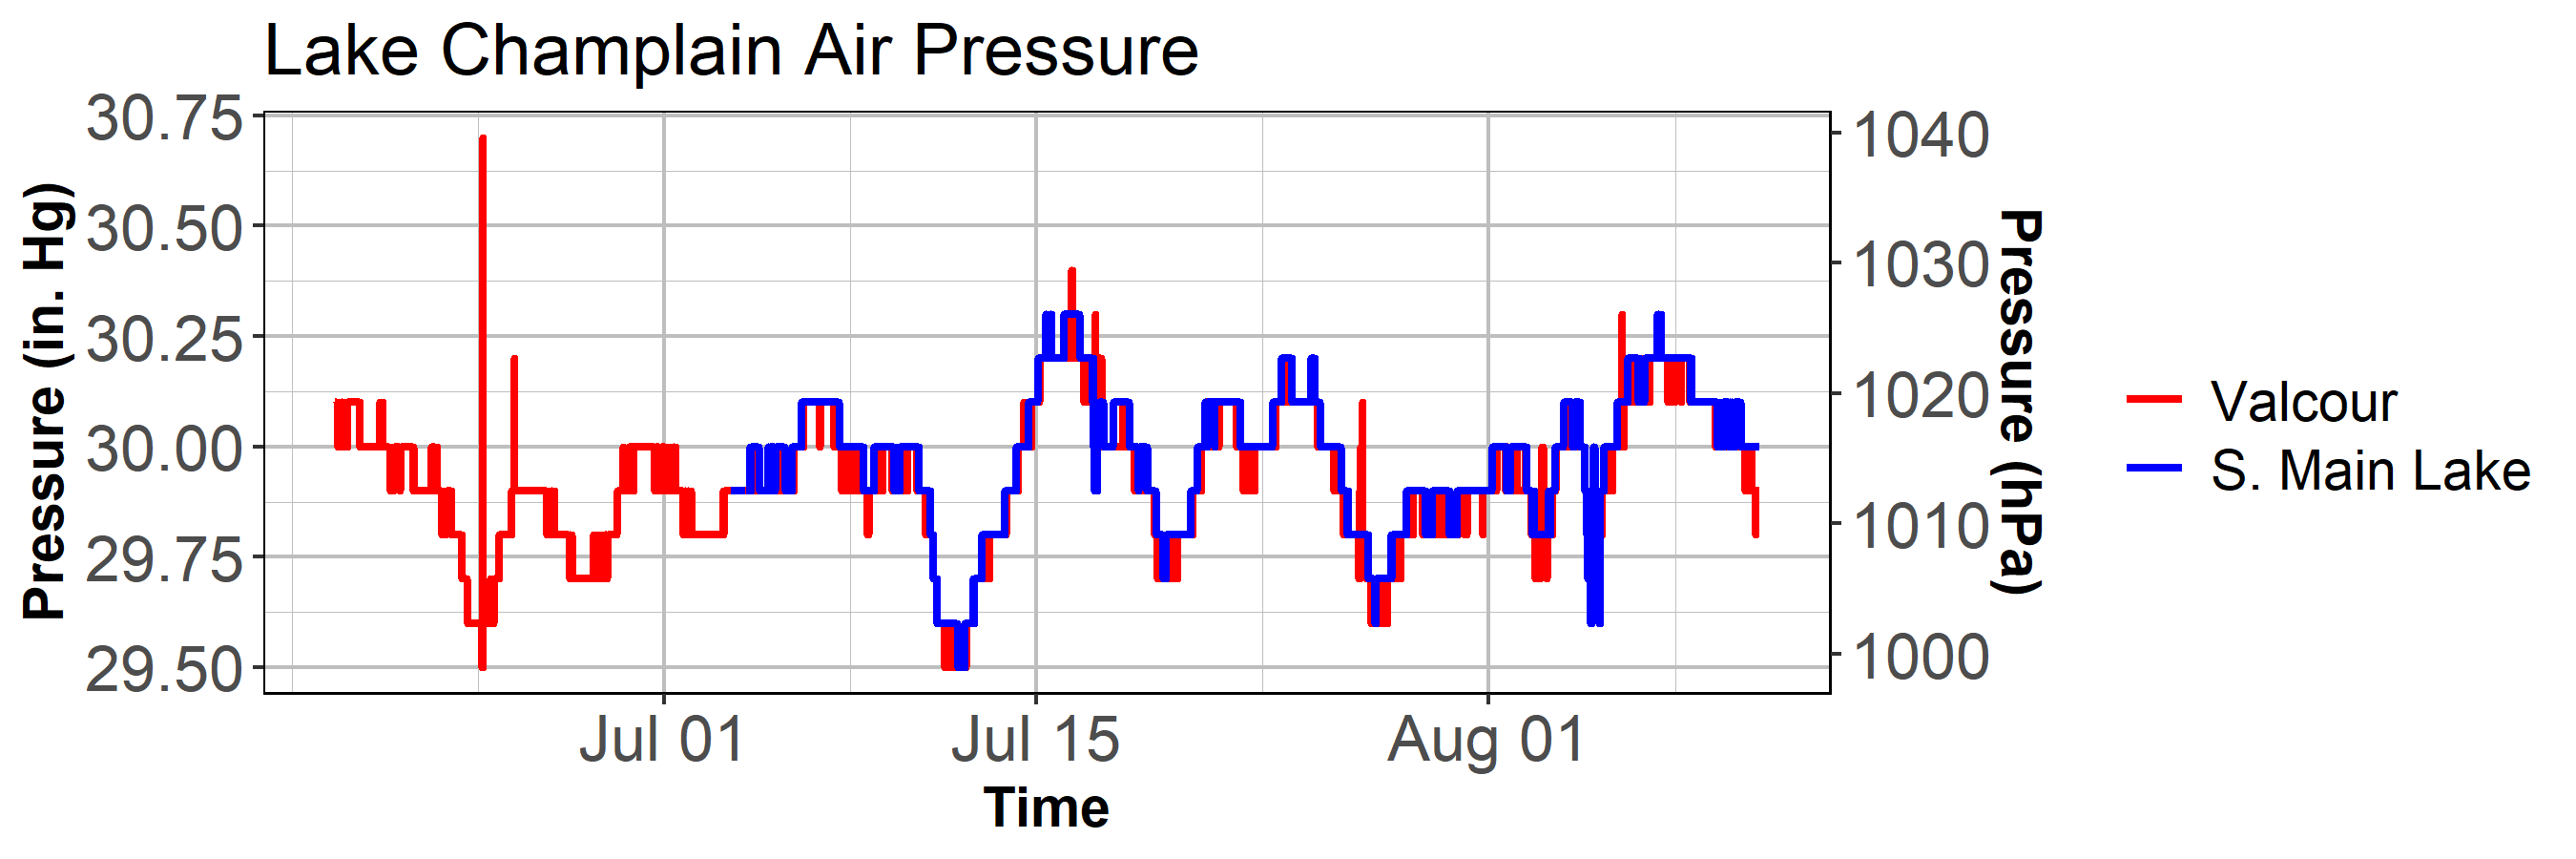 Lake Champlain Air Pressure
Pressure (in. Hg)
30.75
30.50
30.25
30.00
29.75
29.50
1040
1030
1020
1010
1000
Pressure (hPa)
Jul 01
Jul 15
Aug 01
Time
Valcour
S. Main Lake